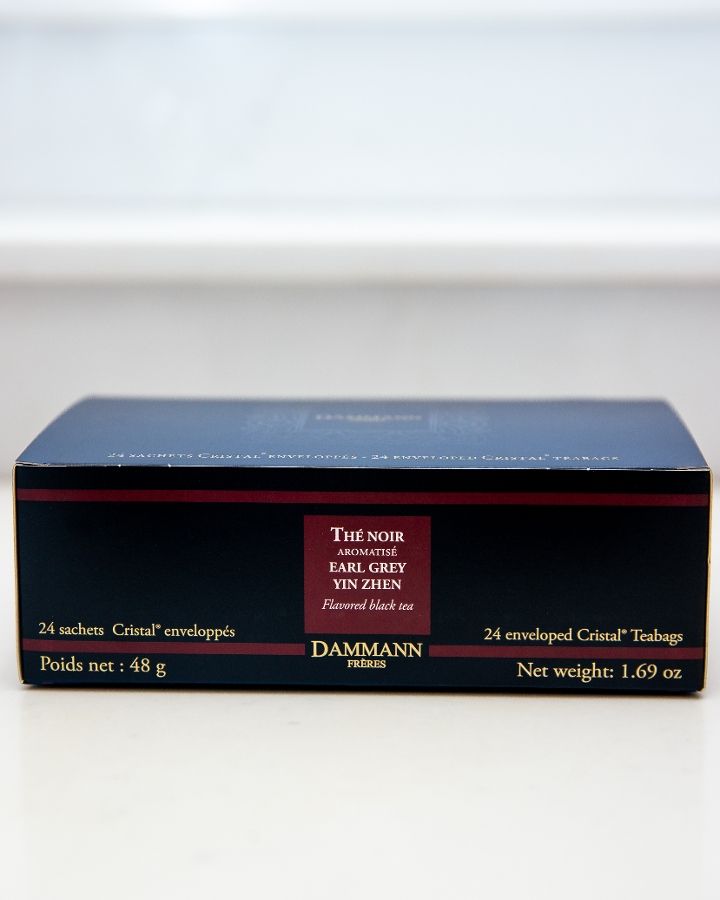 DAMMANN
24 SACHETS CRISTAL® ENVELOPPÉS - 24 ENVELOPED CRISTAL® TEABAGS
THÉ NOIR
AROMATISÉ
EARL GREY
YIN ZHEN
Flavored black tea
24 sachets Cristal® enveloppés
24 enveloped Cristal® Teabags
DAMMANN
FRÈRES
Poids net : 48 g
Net weight: 1.69 oz